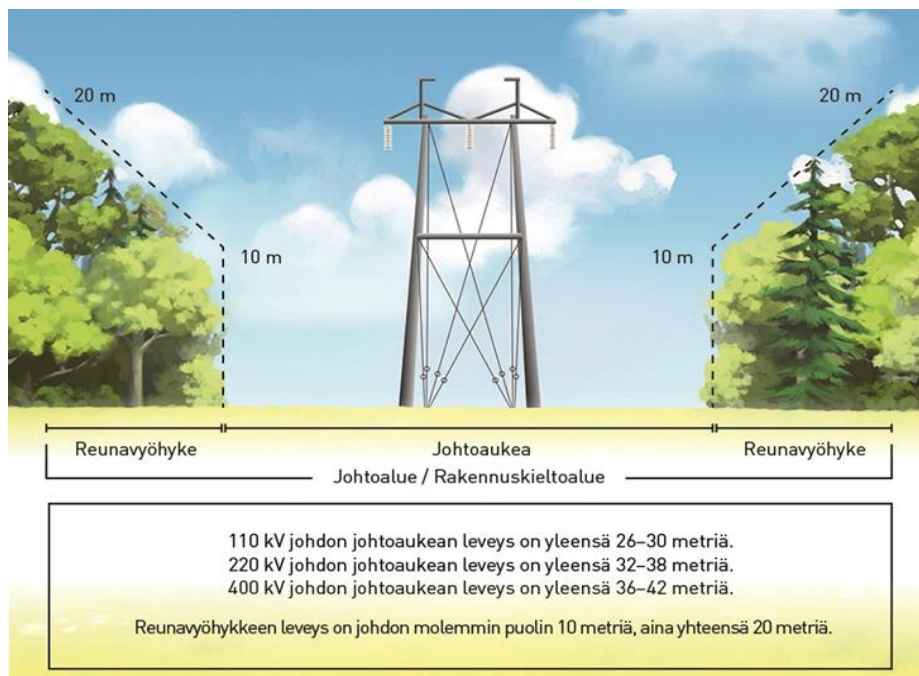 20 m
20 m
10 m
10 m
Reunavyöhyke
Johtoaukea
Reunavyöhyke
Johtoalue / Rakennuskieltoalue
110 kV johdon johtoaukean leveys on yleensä 26–30 metriä.
220 kV johdon johtoaukean leveys on yleensä 32–38 metriä.
400 kV johdon johtoaukean leveys on yleensä 36–42 metriä.
Reunavyöhykkeen leveys on johdon molemmin puolin 10 metriä, aina yhteensä 20 metriä.